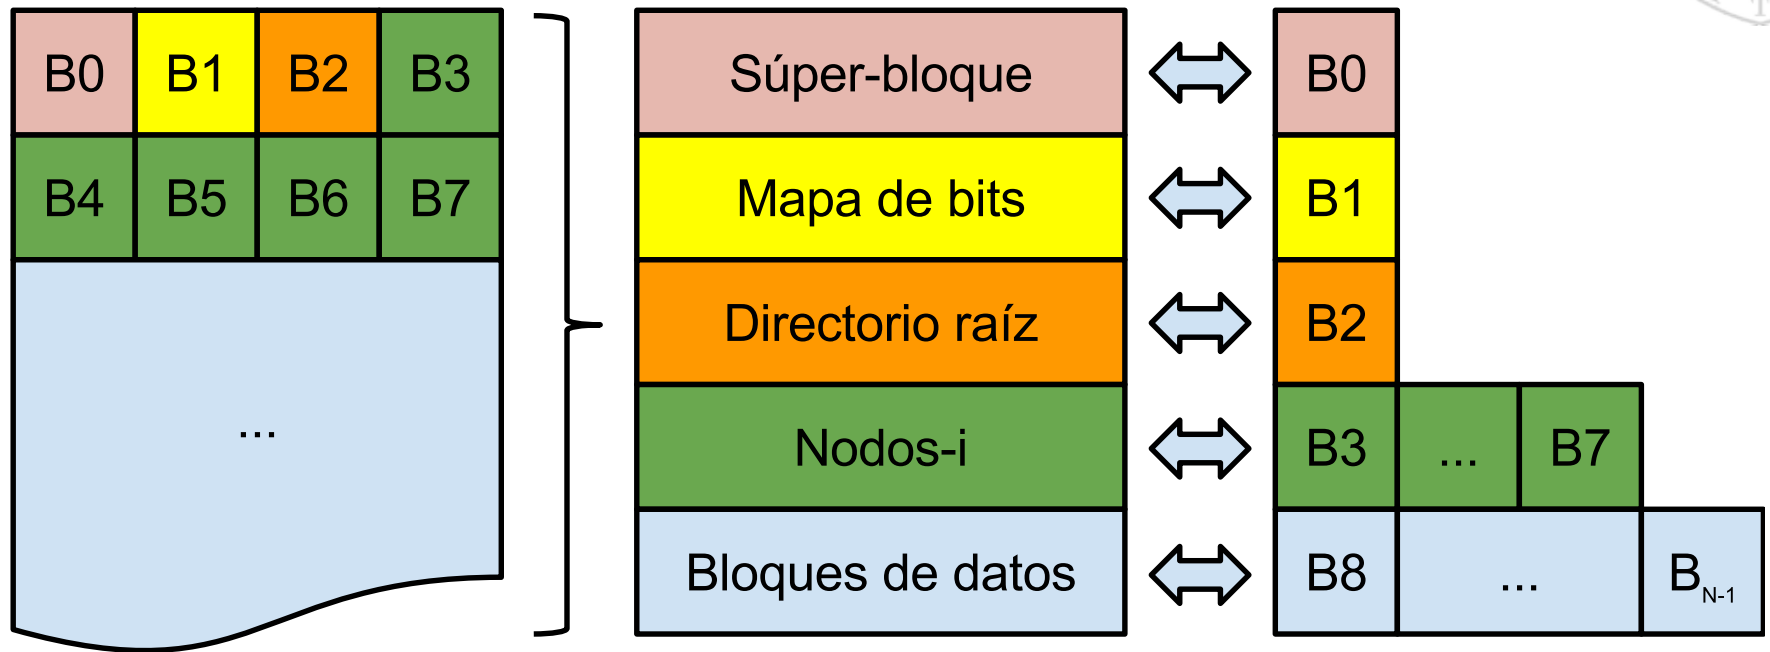 B0 B1 B2 B3
B4 B5 B6 B7
...
Súper-bloque
Mapa de bits
Directorio raíz
Nodos-i
Bloques de datos
B0
B1
B2
B3 ... B7
B8 ... B N-1